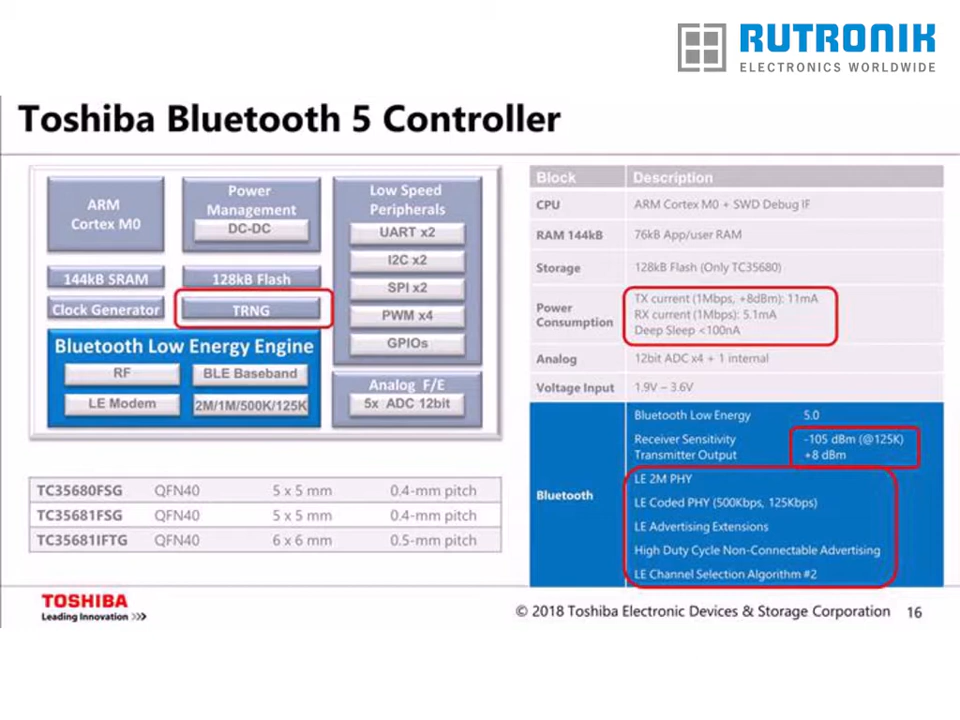 RUTRONIK
ELECTRONICS WORLDWIDE
Toshiba Bluetooth 5 Controller
ARM
Cortex M0
Power
Management
DC-DC
144kB SRAM
128kB Flash
Clock Generator
TRNG
Low Speed
Peripherals
UART x2
I2C x2
SPI x2
PWM x4
GPIOs
Bluetooth Low Energy Engine
RF
BLE Baseband
LE Modem
2M/1M/500K/125K
Analog F/E
5x ADC 12bit
TC35680FSG QFN40 5 x 5 mm 0.4-mm pitch
TC35681FSG QFN40 5 x 5 mm 0.4-mm pitch
TC35681IFTG QFN40 6 x 6 mm 0.5-mm pitch
Block Description
CPU ARM Cortex M0 + SWD Debug IF
RAM 144kB 76kB App/user RAM
Storage 128kB Flash (Only TC35680)
Power
Consumption
TX current (1Mbps, +8dBm): 11mA
RX current (1Mbps): 5.1mA
Deep Sleep <100nA
Analog 12bit ADC x4 + 1 internal
Voltage Input 1.9V – 3.6V
Bluetooth
Bluetooth Low Energy 5.0
Receiver Sensitivity -105 dBm (@125K)
Transmitter Output +8 dBm
LE 2M PHY
LE Coded PHY (500Kbps, 125Kbps)
LE Advertising Extensions
High Duty Cycle Non-Connectable Advertising
LE Channel Selection Algorithm #2
TOSHIBA
Leading Innovation >>>
© 2018 Toshiba Electronic Devices & Storage Corporation 16